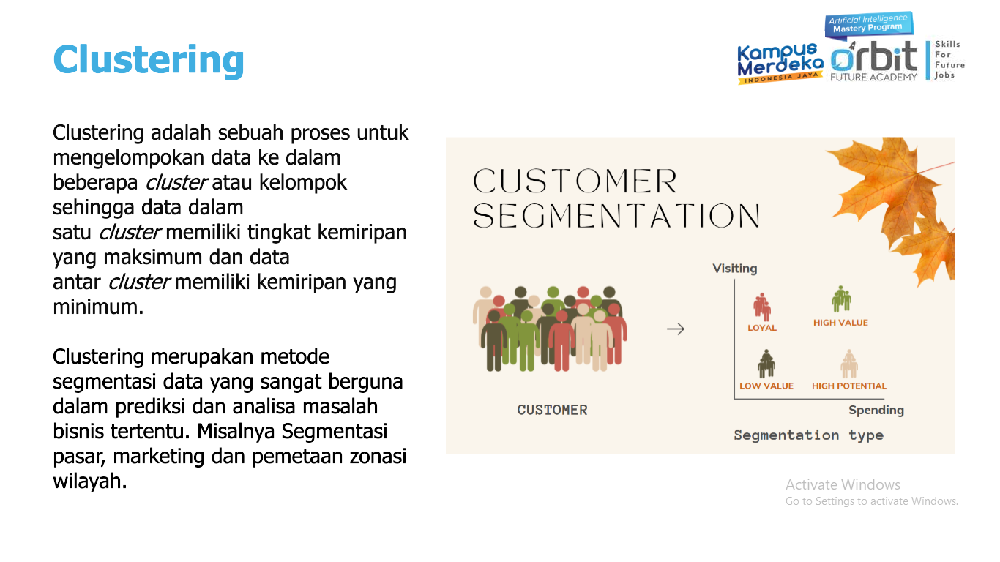 Clustering
Artificial Intelligence
Mastery Program
Kampus
Merdeka
INDONESIA JAYA
orbit
FUTURE ACADEMY
Skills
For
Future
Jobs
Clustering adalah sebuah proses untuk
mengelompokan data ke dalam
beberapa cluster atau kelompok
sehingga data dalam
satu cluster memiliki tingkat kemiripan
yang maksimum dan data
antar cluster memiliki kemiripan yang
minimum.
Clustering merupakan metode
segmentasi data yang sangat berguna
dalam prediksi dan analisa masalah
bisnis tertentu. Misalnya Segmentasi
pasar, marketing dan pemetaan zonasi
wilayah.
CUSTOMER
SEGMENTATION
CUSTOMER
Visiting
LOYAL
HIGH VALUE
LOW VALUE
HIGH POTENTIAL
Spending
Segmentation type
Activate Windows
Go to Settings to activate Windows.